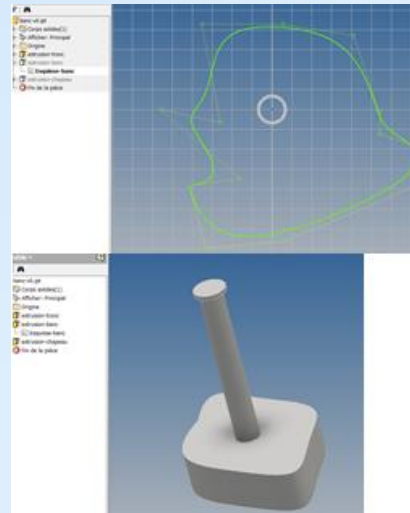 banc-v0.ipt
Corps solides(1)
Afficher: Principal
Origine
extrusion-tronc
extrusion-banc
Esquisse-banc
extrusion-chapeau
Fin de la pièce
banc-v0.ipt
Corps solides(1)
Afficher: Principal
Origine
extrusion-tronc
extrusion-banc
Esquisse-banc
extrusion-chapeau
Fin de la pièce